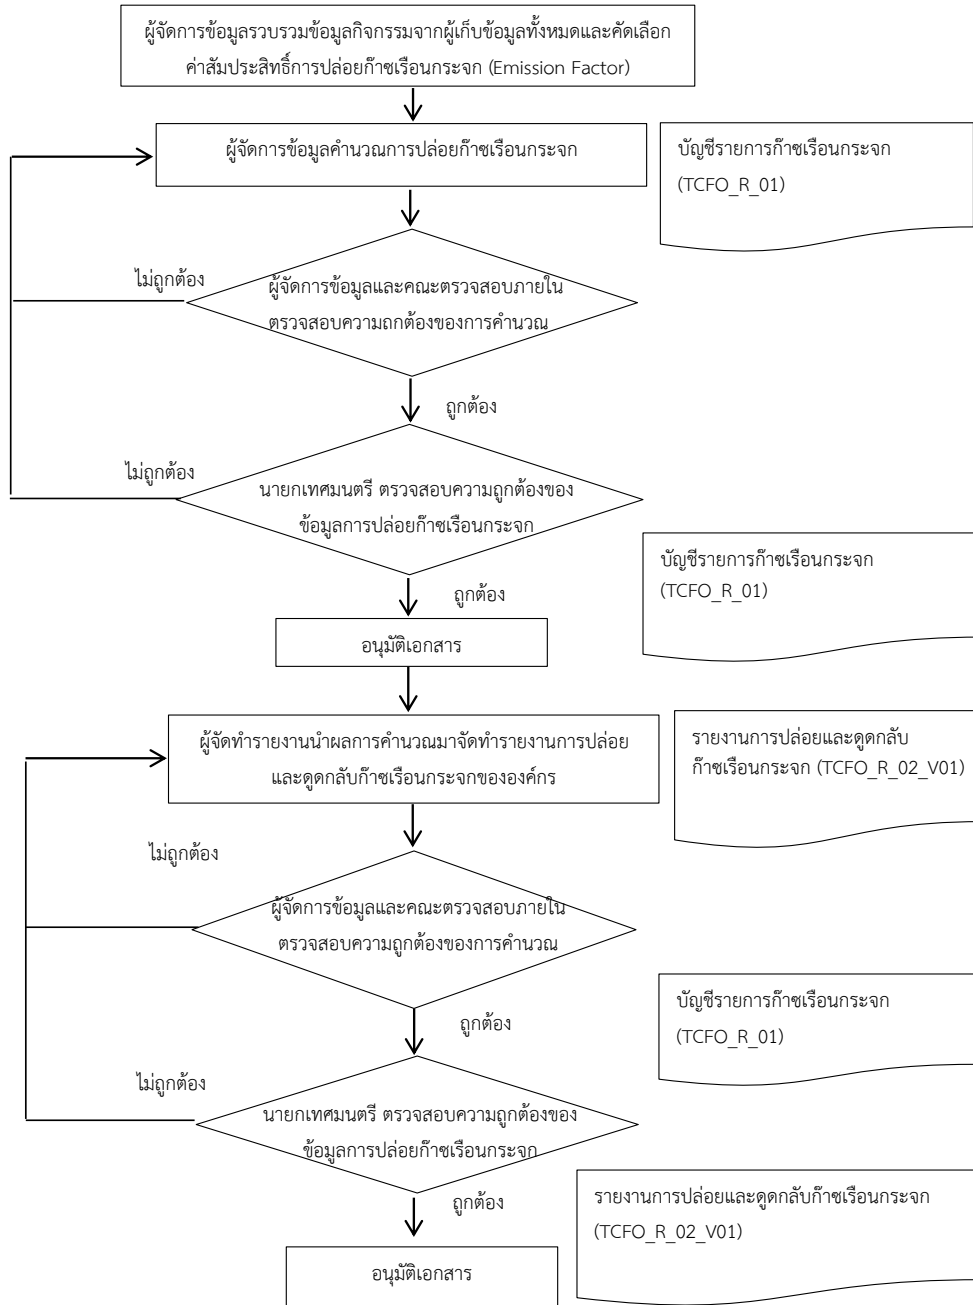 ผู้จัดการข้อมูลรวบรวมข้อมูลกิจกรรมจากผู้เก็บข้อมูลทั้งหมดและคัดเลือก
ค่าสัมประสิทธิ์การปล่อยก๊าซเรือนกระจก (Emission Factor)
ผู้จัดการข้อมูลคำนวณการปล่อยก๊าซเรือนกระจก
บัญชีรายการก๊าซเรือนกระจก
(TCFO_R_01)
ไม่ถูกต้อง
ผู้จัดการข้อมูลและคณะตรวจสอบภายใน
ตรวจสอบความถูกต้องของการคำนวณ
ถูกต้อง
ไม่ถูกต้อง
นายกเทศมนตรี ตรวจสอบความถูกต้องของ
ข้อมูลการปล่อยก๊าซเรือนกระจก
บัญชีรายการก๊าซเรือนกระจก
(TCFO_R_01)
ถูกต้อง
อนุมัติเอกสาร
ผู้จัดทำรายงานนำผลการคำนวณมาจัดทำรายงานการปล่อย
และดูดกลับก๊าซเรือนกระจกขององค์กร
รายงานการปล่อยและดูดกลับ
ก๊าซเรือนกระจก (TCFO_R_02_V01)
ไม่ถูกต้อง
ผู้จัดการข้อมูลและคณะตรวจสอบภายใน
ตรวจสอบความถูกต้องของการคำนวณ
บัญชีรายการก๊าซเรือนกระจก
(TCFO_R_01)
ถูกต้อง
ไม่ถูกต้อง
นายกเทศมนตรี ตรวจสอบความถูกต้องของ
ข้อมูลการปล่อยก๊าซเรือนกระจก
ถูกต้อง
รายงานการปล่อยและดูดกลับก๊าซเรือนกระจก
(TCFO_R_02_V01)
อนุมัติเอกสาร